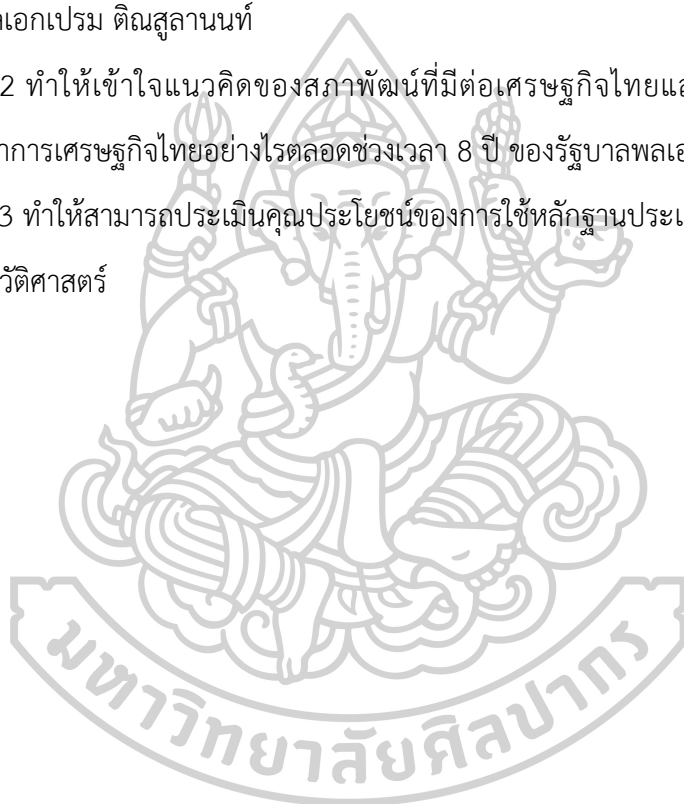 ลเอกเปรม ติณสูลานนท์
2 ทำให้เข้าใจแนวคิดของสภาพัฒน์ที่มีต่อเศรษฐกิจไทยแล
าการเศรษฐกิจไทยอย่างไรตลอดช่วงเวลา 8 ปี ของรัฐบาลพลเอ
3 ทำให้สามารถประเมินคุณประโยชน์ของการใช้หลักฐานประเ
วัติศาสตร์
มหาวิทยาลัยศิลปากร